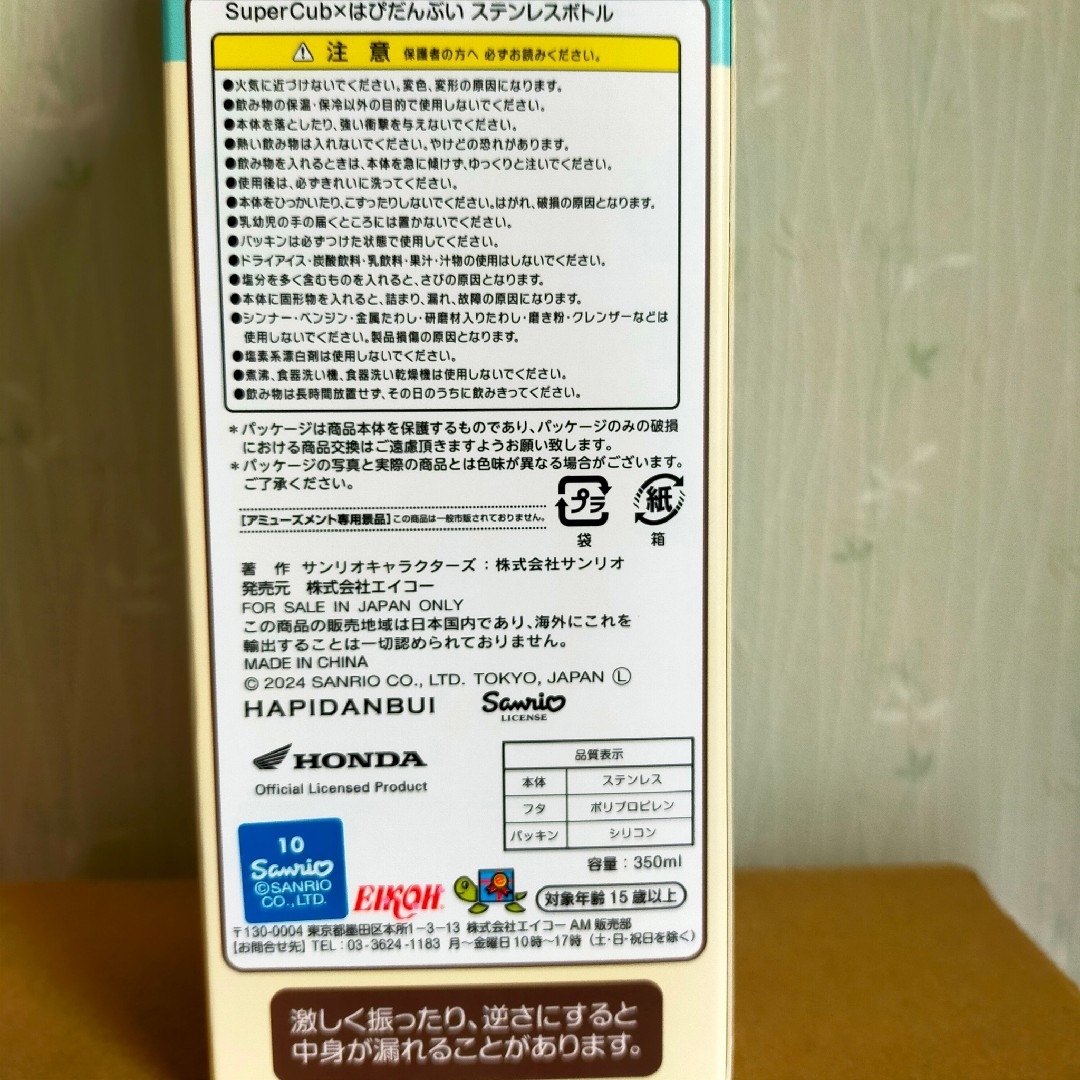 SuperCub×はぴだんぶい ステンレスボトル
⚠ 注 意 保護者の方へ 必ずお読みください。
●火気に近づけないでください。変色、変形の原因になります。
●飲み物の保温・保冷以外の目的で使用しないでください。
●本体を落としたり、強い衝撃を与えないでください。
●熱い飲み物は入れないでください。やけどの恐れがあります。
●飲み物を入れるときは、本体を急に傾けず、ゆっくりと注いでください。
●使用後は、必ずきれいに洗ってください。
●本体をひっかいたり、こすったりしないでください。はがれ、破損の原因となります。
●乳幼児の手の届くところには置かないでください。
●パッキンは必ずつけた状態で使用してください。
●ドライアイス・炭酸飲料・乳飲料・果汁・汁物の使用はしないでください。
●塩分を多く含むものを入れると、さびの原因となります。
●本体に固形物を入れると、詰まり、漏れ、故障の原因になります。
●シンナー・ベンジン・金属たわし・研磨材入りたわし・磨き粉・クレンザーなどは
使用しないでください。製品損傷の原因となります。
●塩素系漂白剤は使用しないでください。
●煮沸、食器洗い機、食器洗い乾燥機は使用しないでください。
●飲み物は長時間放置せず、その日のうちに飲みきってください。
＊パッケージは商品本体を保護するものであり、パッケージのみの破損
における商品交換はご遠慮頂きますようお願い致します。
＊パッケージの写真と実際の商品とは色味が異なる場合がございます。
ご了承ください。
プラ 紙
袋 箱
[アミューズメント専用景品]この商品は一般市販されておりません。
著 作 サンリオキャラクターズ：株式会社サンリオ
発売元 株式会社エイコー
FOR SALE IN JAPAN ONLY
この商品の販売地域は日本国内であり、海外にこれを
輸出することは一切認められておりません。
MADE IN CHINA
© 2024 SANRIO CO., LTD. TOKYO, JAPAN Ⓛ
HAPIDANBUI Sanrio
LICENSE
HONDA
Official Licensed Product
品質表示
本体 ステンレス
フタ ポリプロピレン
パッキン シリコン
容量：350ml
10
Sanrio
©SANRIO
CO., LTD.
EIKOH 対象年齢 15 歳以上
〒130-0004 東京都墨田区本所1－3－13 株式会社エイコー AM 販売部
[お問合せ先] TEL：03-3624-1183 月～金曜日10時～17時（土・日・祝日を除く）
激しく振ったり、逆さにすると
中身が漏れることがあります。